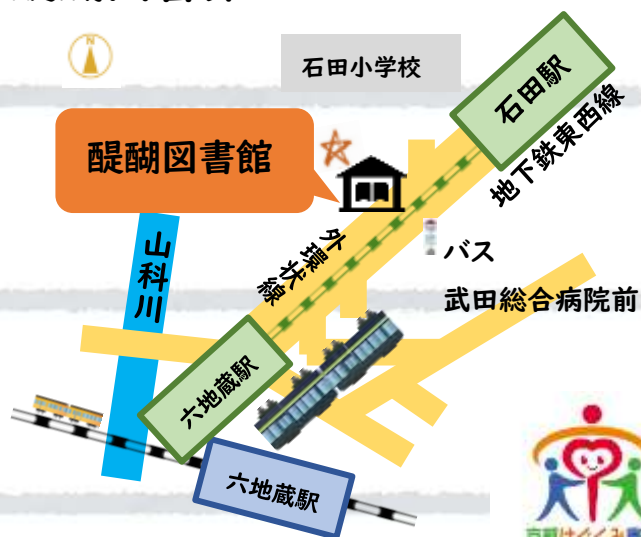 N
石田小学校
石田駅
地下鉄東西線
醍醐図書館
外環状線
山科川
バス
武田総合病院前
六地蔵駅
六地蔵駅